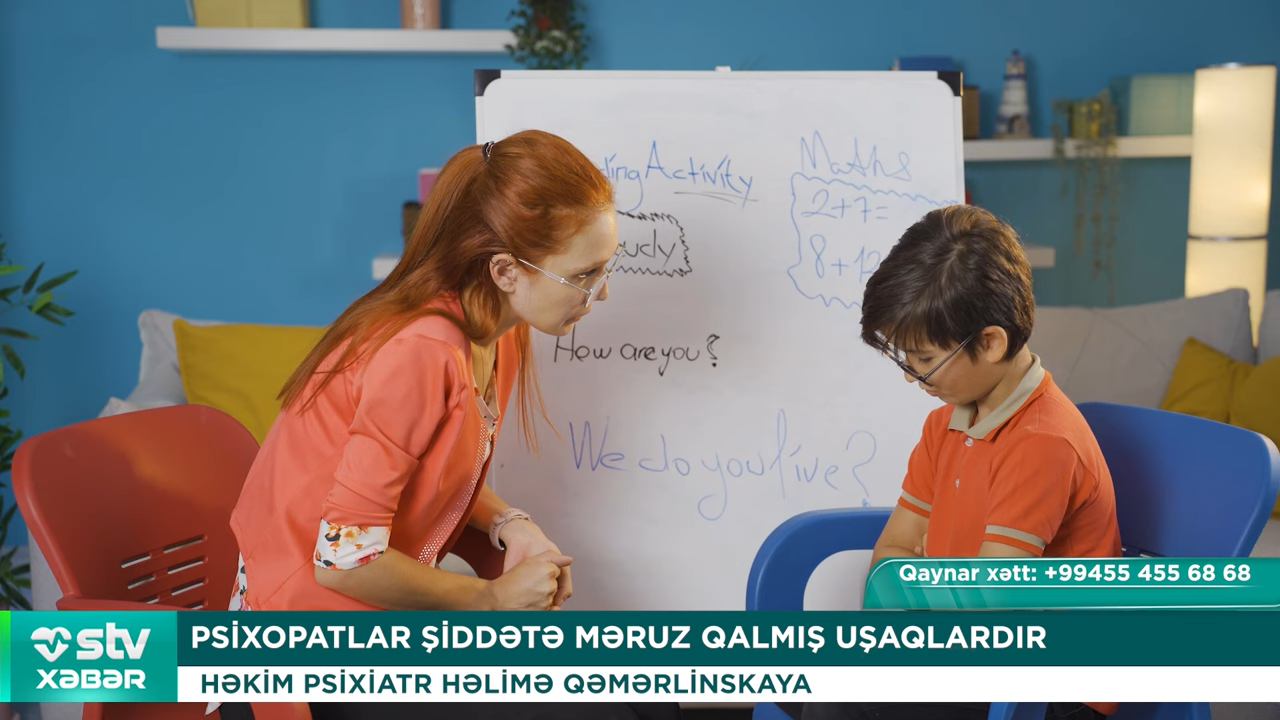 Activity
Maths
2+7=
How are you?
We do you live?
Qaynar xətt: +99455 455 68 68
stv
XƏBƏR
PSİXOPATLAR ŞİDDƏTƏ MƏRUZ QALMIŞ UŞAQLARDIR
HƏKİM PSİXİATR HƏLİMƏ QƏMƏRLİNSKAYA